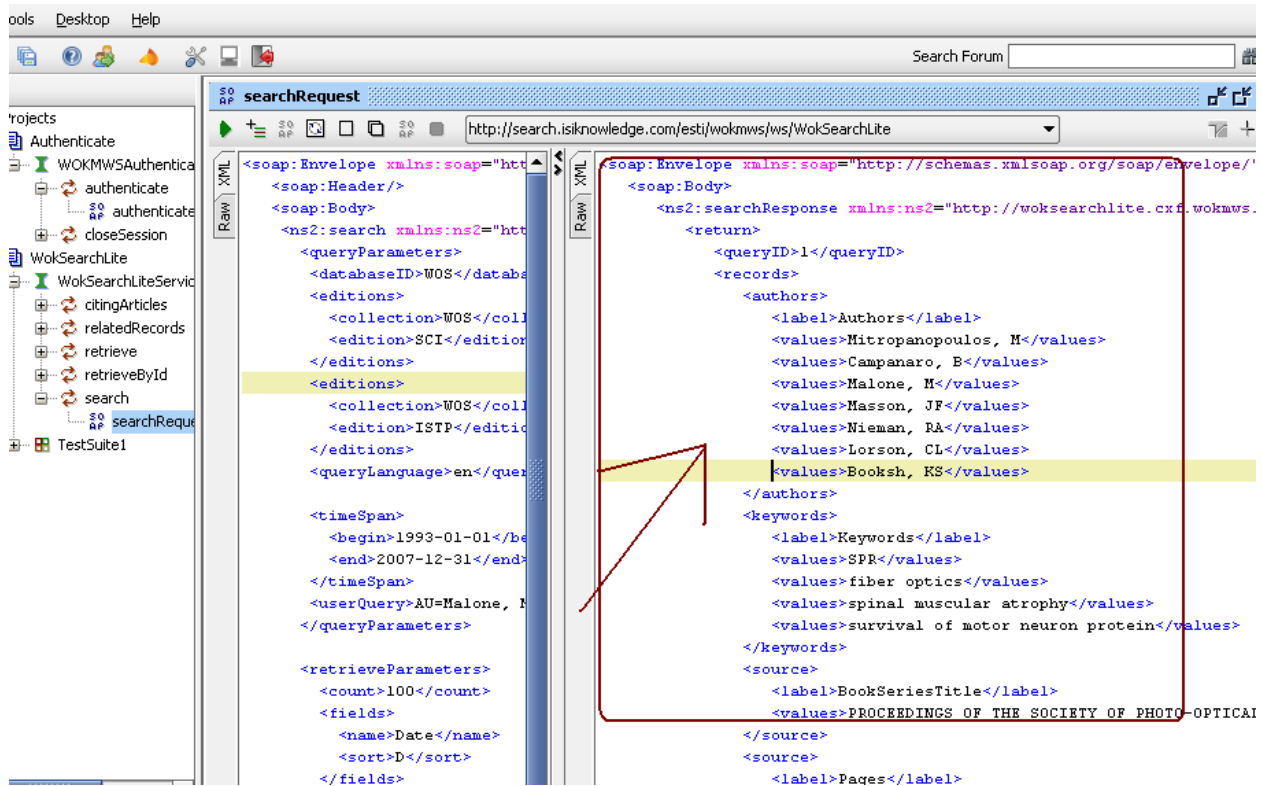 ools Desktop Help
Search Forum
searchRequest
http://search.isiknowledge.com/esti/wokmws/ws/WokSearchLite
rojects
Authenticate
WOKMWSAuthentica
authenticate
authenticate
closeSession
WokSearchLite
WokSearchLiteServic
citingArticles
relatedRecords
retrieve
retrieveById
search
searchReque
TestSuite1
XML
Raw
<soap:Envelope xmlns:soap="htt
<soap:Header/>
<soap:Body>
<ns2:search xmlns:ns2="htt
<queryParameters>
<databaseID>WOS</databa
<editions>
<collection>WOS</coll
<edition>SCI</edition
</editions>
<editions>
<collection>WOS</coll
<edition>ISTP</editio
</editions>
<queryLanguage>en</quer
<timeSpan>
<begin>1993-01-01</be
<end>2007-12-31</end>
</timeSpan>
<userQuery>AU=Malone, M
</queryParameters>
<retrieveParameters>
<count>100</count>
<fields>
<name>Date</name>
<sort>D</sort>
</fields>
XML
Raw
<soap:Envelope xmlns:soap="http://schemas.xmlsoap.org/soap/envelope/"
<soap:Body>
<ns2:searchResponse xmlns:ns2="http://woksearchlite.cxf.wokmws.
<return>
<queryID>1</queryID>
<records>
<authors>
<label>Authors</label>
<values>Mitropanopoulos, M</values>
<values>Campanaro, B</values>
<values>Malone, M</values>
<values>Masson, JF</values>
<values>Nieman, RA</values>
<values>Lorson, CL</values>
<values>Booksh, KS</values>
</authors>
<keywords>
<label>Keywords</label>
<values>SPR</values>
<values>fiber optics</values>
<values>spinal muscular atrophy</values>
<values>survival of motor neuron protein</values>
</keywords>
<source>
<label>BookSeriesTitle</label>
<values>PROCEEDINGS OF THE SOCIETY OF PHOTO-OPTICAL
</source>
<source>
<label>Pages</label>